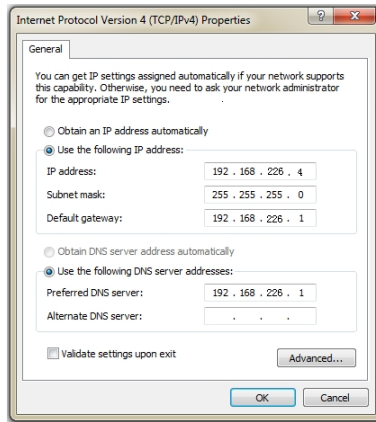 Internet Protocol Version 4 (TCP/IPv4) Properties
General
You can get IP settings assigned automatically if your network supports
this capability. Otherwise, you need to ask your network administrator
for the appropriate IP settings.
Obtain an IP address automatically
Use the following IP address:
IP address: 192 . 168 . 226 . 4
Subnet mask: 255 . 255 . 255 . 0
Default gateway: 192 . 168 . 226 . 1
Obtain DNS server address automatically
Use the following DNS server addresses:
Preferred DNS server: 192 . 168 . 226 . 1
Alternate DNS server: . . .
Validate settings upon exit
Advanced...
OK Cancel